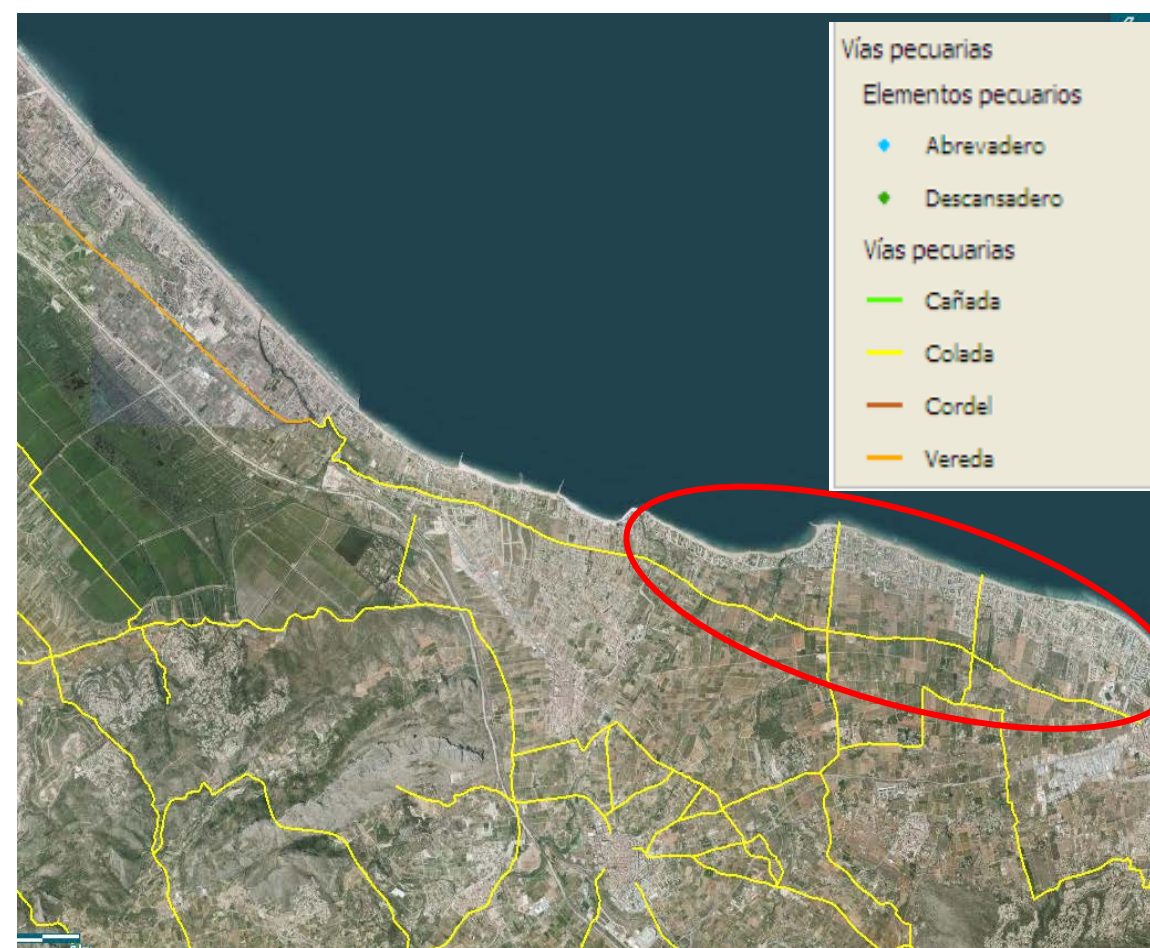 Vías pecuarias
Elementos pecuarios
Abrevadero
Descansadero
Vías pecuarias
Cañada
Colada
Cordel
Vereda